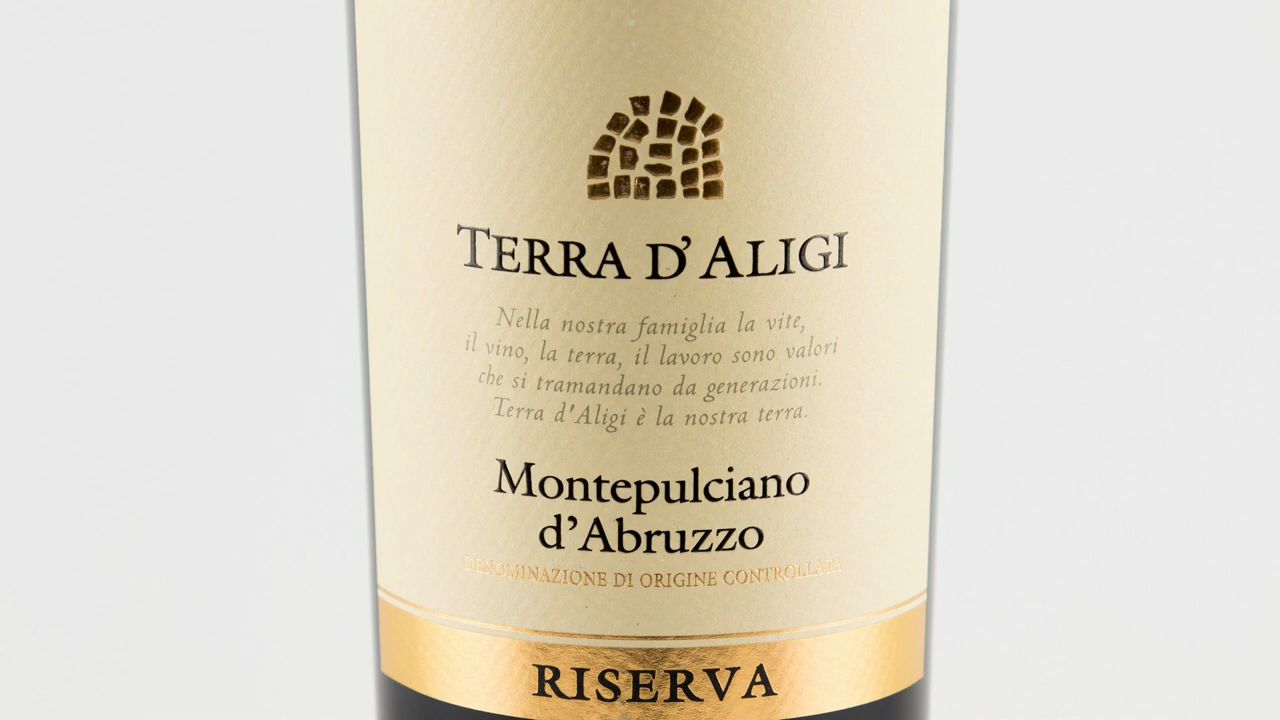 TERRA D'ALIGI
Nella nostra famiglia la vite,
il vino, la terra, il lavoro sono valori
che si tramandano da generazioni.
Terra d'Aligi è la nostra terra.
Montepulciano
d'Abruzzo
DENOMINAZIONE DI ORIGINE CONTROLLATA
RISERVA